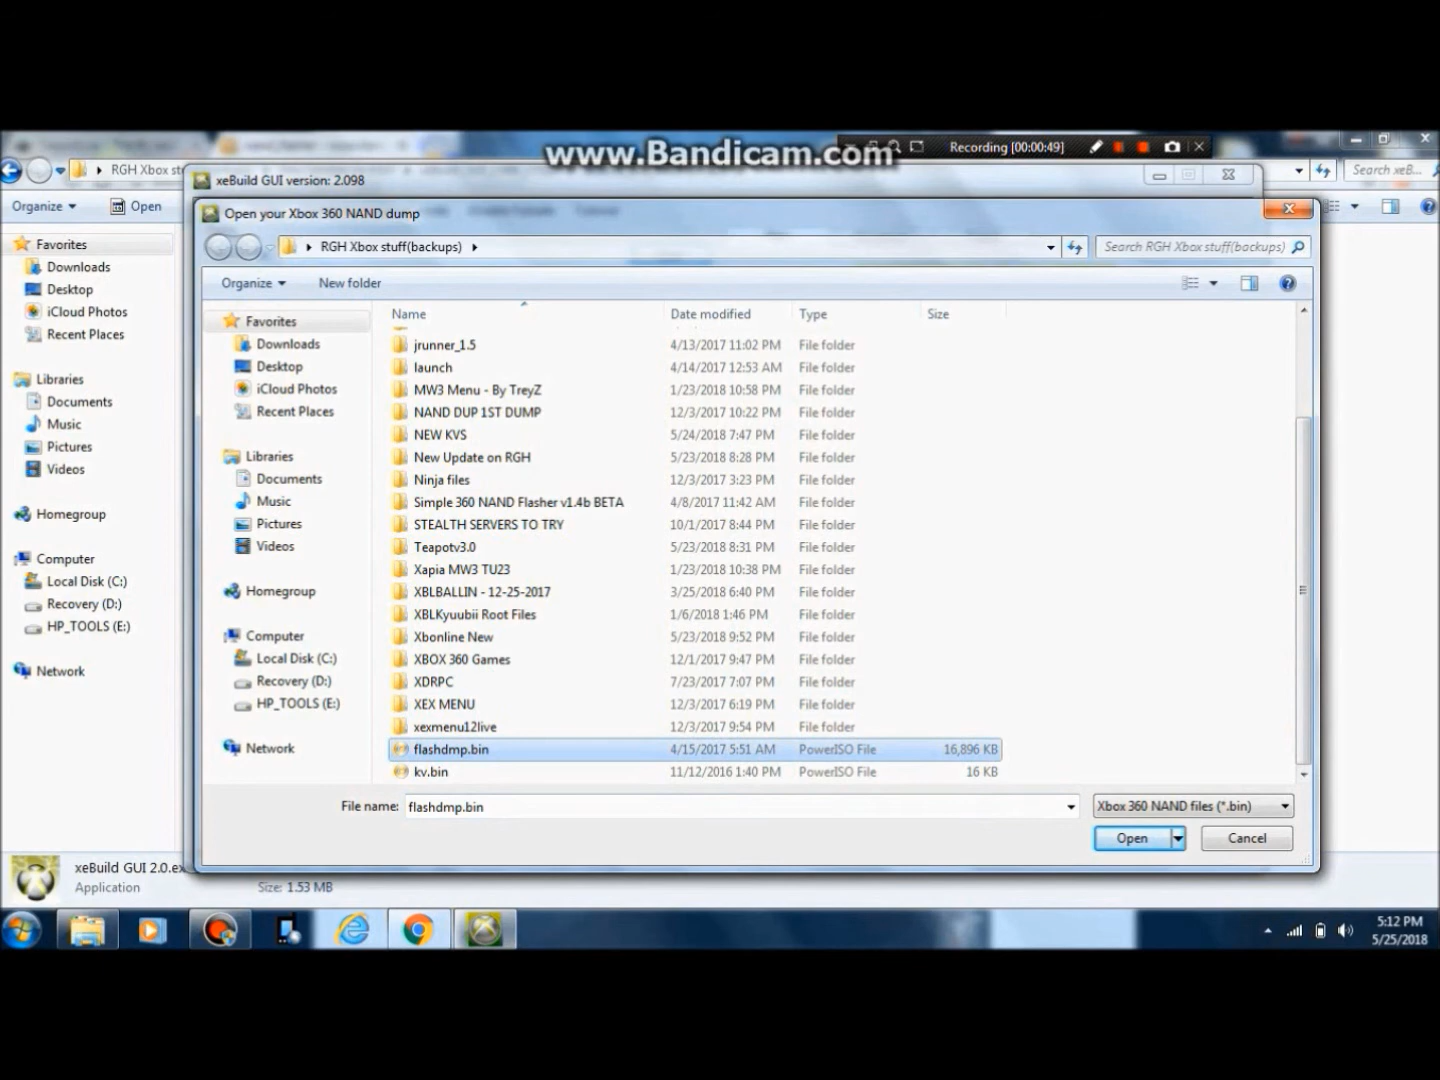 www.Bandicam.com
Recording [00:00:49]
RGH Xbox st
Search xeB...
xeBuild GUI version: 2.098
Organize
Open
Open your Xbox 360 NAND dump
RGH Xbox stuff(backups)
Search RGH Xbox stuff(backups)
Organize
New folder
Favorites
Downloads
Desktop
iCloud Photos
Recent Places
Libraries
Documents
Music
Pictures
Videos
Homegroup
Computer
Local Disk (C:)
Recovery (D:)
HP_TOOLS (E:)
Network
Favorites
Downloads
Desktop
iCloud Photos
Recent Places
Libraries
Documents
Music
Pictures
Videos
Homegroup
Computer
Local Disk (C:)
Recovery (D:)
HP_TOOLS (E:)
Network
Name Date modified Type Size
jrunner_1.5 4/13/2017 11:02 PM File folder
launch 4/14/2017 12:53 AM File folder
MW3 Menu - By TreyZ 1/23/2018 10:58 PM File folder
NAND DUP 1ST DUMP 12/3/2017 10:22 PM File folder
NEW KVS 5/24/2018 7:47 PM File folder
New Update on RGH 5/23/2018 8:28 PM File folder
Ninja files 12/3/2017 3:23 PM File folder
Simple 360 NAND Flasher v1.4b BETA 4/8/2017 11:42 AM File folder
STEALTH SERVERS TO TRY 10/1/2017 8:44 PM File folder
Teapotv3.0 5/23/2018 8:31 PM File folder
Xapia MW3 TU23 1/23/2018 10:38 PM File folder
XBLBALLIN - 12-25-2017 3/25/2018 6:40 PM File folder
XBLKyuubii Root Files 1/6/2018 1:46 PM File folder
Xbonline New 5/23/2018 9:52 PM File folder
XBOX 360 Games 12/1/2017 9:47 PM File folder
XDRPC 7/23/2017 7:07 PM File folder
XEX MENU 12/3/2017 6:19 PM File folder
xexmenu12live 12/3/2017 9:54 PM File folder
flashdmp.bin 4/15/2017 5:51 AM PowerISO File 16,896 KB
kv.bin 11/12/2016 1:40 PM PowerISO File 16 KB
File name: flashdmp.bin
Xbox 360 NAND files (*.bin)
Open
Cancel
xeBuild GUI 2.0.ex
Application
Size: 1.53 MB
5:12 PM
5/25/2018